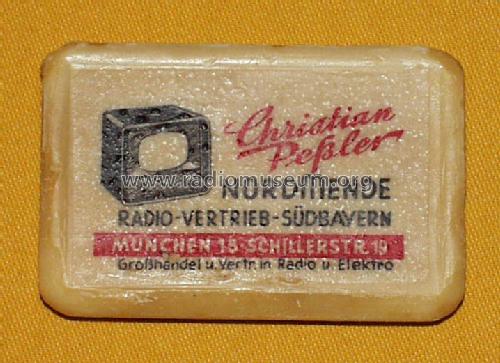 Christian
Peßler
NORDMENDE
RADIO-VERTRIEB-SÜDBAYERN
MÜNCHEN 15·SCHILLERSTR.19
Großhandel u. Vertr. in Radio u. Elektro
www.radiomuseum.org